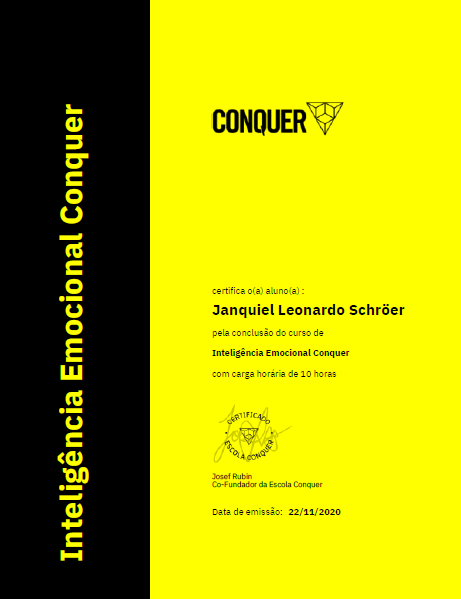 Inteligência Emocional Conquer
CONQUER
certifica o(a) aluno(a) :
Janquiel Leonardo Schröer
pela conclusão do curso de
Inteligência Emocional Conquer
com carga horária de 10 horas
CERTIFICADO
ESCOLA CONQUER
Josef Rubin
Co-Fundador da Escola Conquer
Data de emissão: 22/11/2020